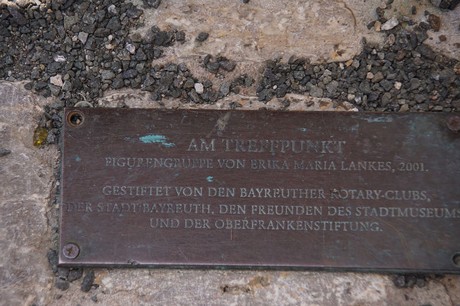 AM TREFFPUNKT
FIGURENGRUPPE VON ERIKA MARIA LANKES, 2001.
GESTIFTET VON DEN BAYREUTHER ROTARY-CLUBS,
DER STADT BAYREUTH, DEN FREUNDEN DES STADTMUSEUMS
UND DER OBERFRANKENSTIFTUNG.